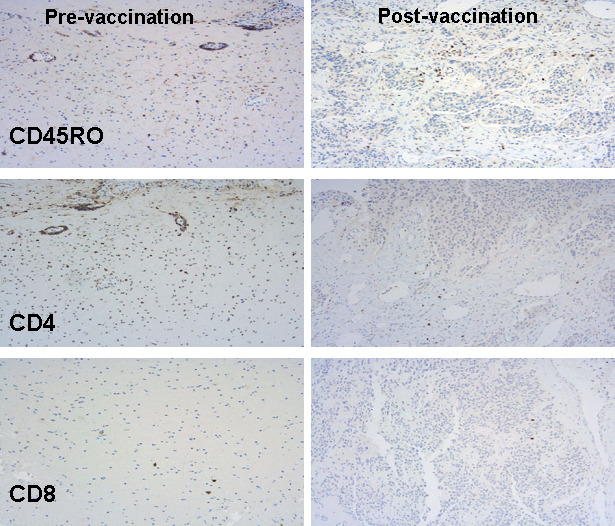 Pre-vaccination Post-vaccination
CD45RO
CD4
CD8